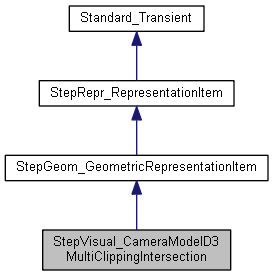 Standard_Transient
StepRepr_RepresentationItem
StepGeom_GeometricRepresentationItem
StepVisual_CameraModelD3
MultiClippingIntersection